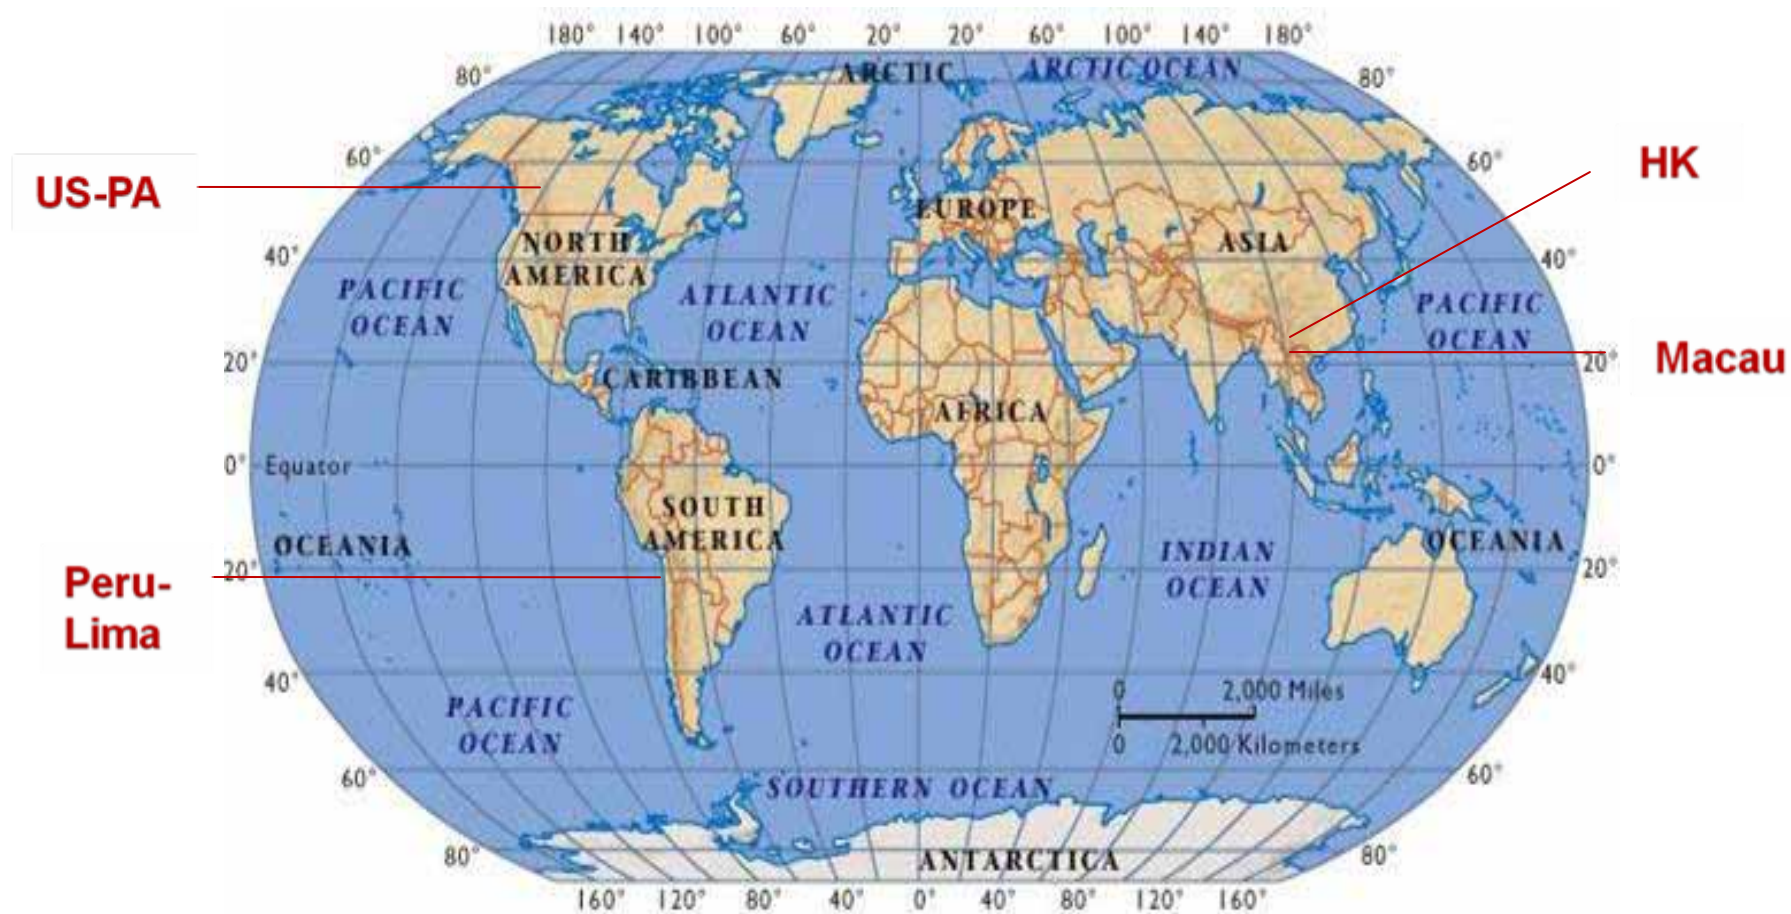 180° 140° 100° 60° 20° 20° 60° 100° 140° 180°
80° ARCTIC ARCTIC OCEAN 80°
60° 60°
HK
US-PA
EUROPE
NORTH
AMERICA
ASIA
40° 40°
PACIFIC
OCEAN
ATLANTIC
OCEAN
PACIFIC
OCEAN
Macau
20° 20°
CARIBBEAN
AFRICA
0° Equator 0°
SOUTH
AMERICA
OCEANIA
OCEANIA
INDIAN
OCEAN
20° 20°
Peru-
Lima
ATLANTIC
OCEAN
40° 40°
0 2,000 Miles
0 2,000 Kilometers
PACIFIC
OCEAN
60° 60°
SOUTHERN OCEAN
80° 80°
ANTARCTICA
160° 120° 80° 40° 0° 40° 80° 120° 160°